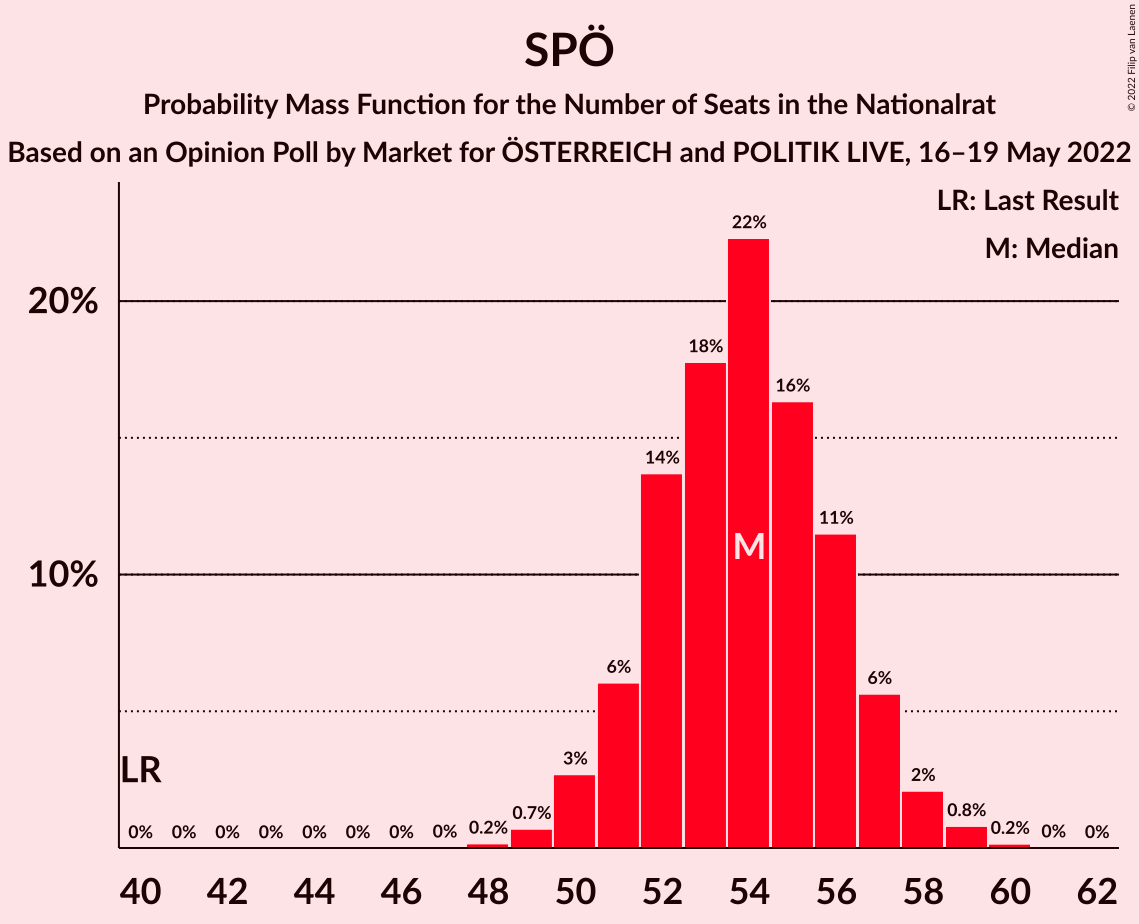 SPÖ
Probability Mass Function for the Number of Seats in the Nationalrat
Based on an Opinion Poll by Market for ÖSTERREICH and POLITIK LIVE, 16–19 May 2022
© 2022 Filip van Laenen
LR: Last Result
M: Median
22%
20%
18%
16%
14%
11%
M
10%
6%
6%
3%
2%
LR
0.7%
0.8%
0% 0% 0% 0% 0% 0% 0% 0% 0.2% 0.2% 0% 0%
40 42 44 46 48 50 52 54 56 58 60 62